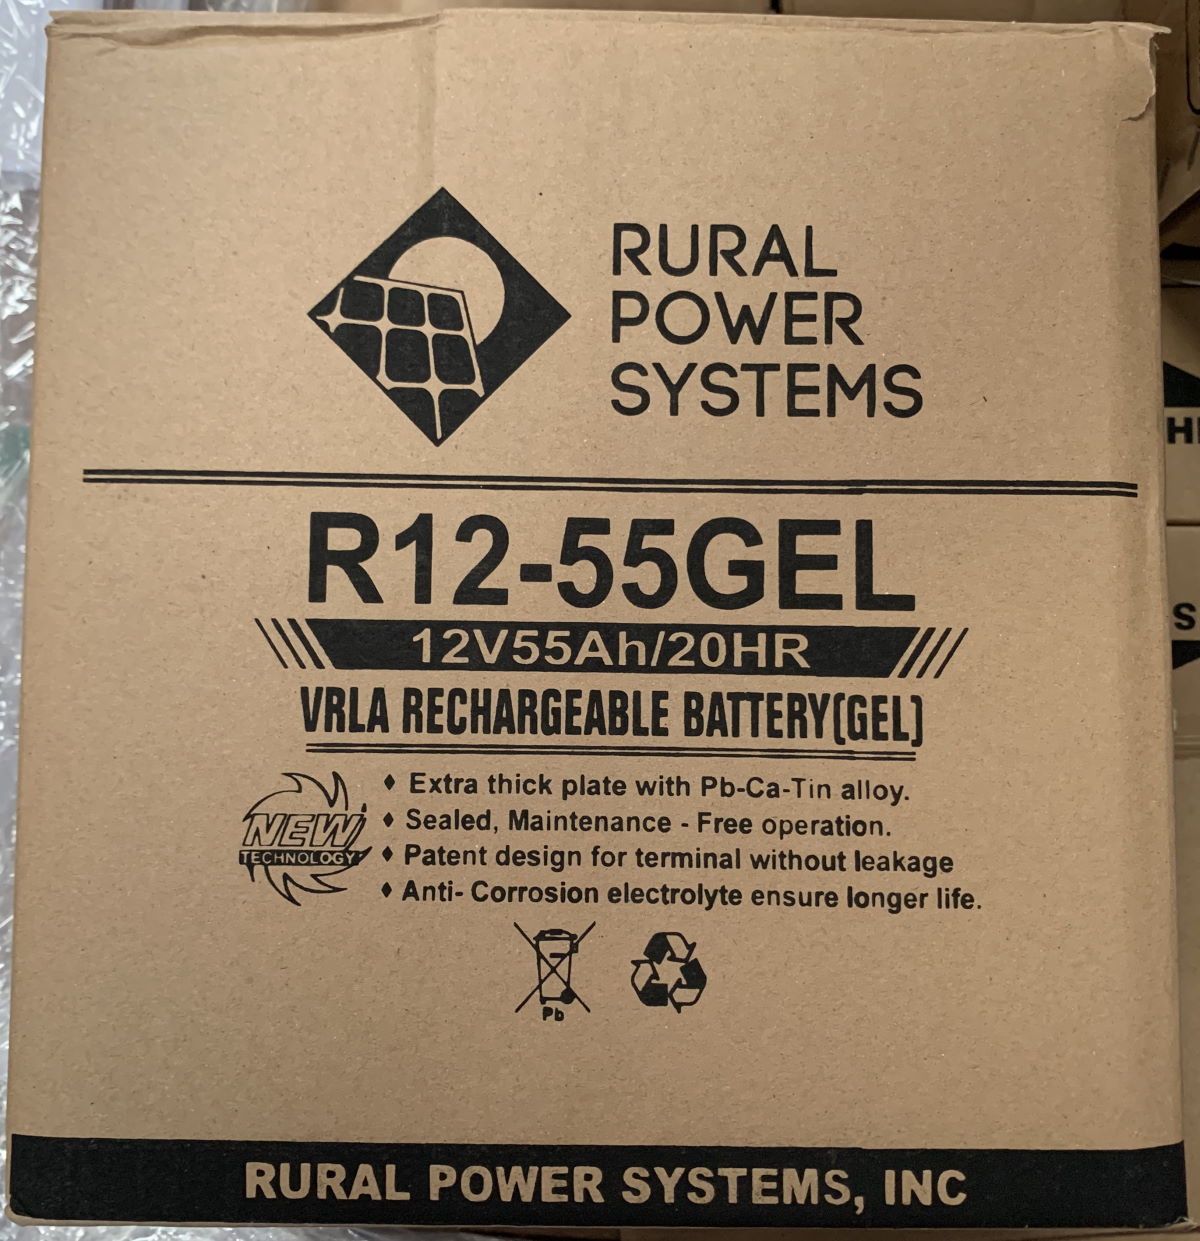 RURAL
POWER
SYSTEMS
R12-55GEL
12V55Ah/20HR
VRLA RECHARGEABLE BATTERY(GEL)
NEW
TECHNOLOGY
♦ Extra thick plate with Pb-Ca-Tin alloy.
♦ Sealed, Maintenance - Free operation.
♦ Patent design for terminal without leakage
♦ Anti- Corrosion electrolyte ensure longer life.
Pb
RURAL POWER SYSTEMS, INC